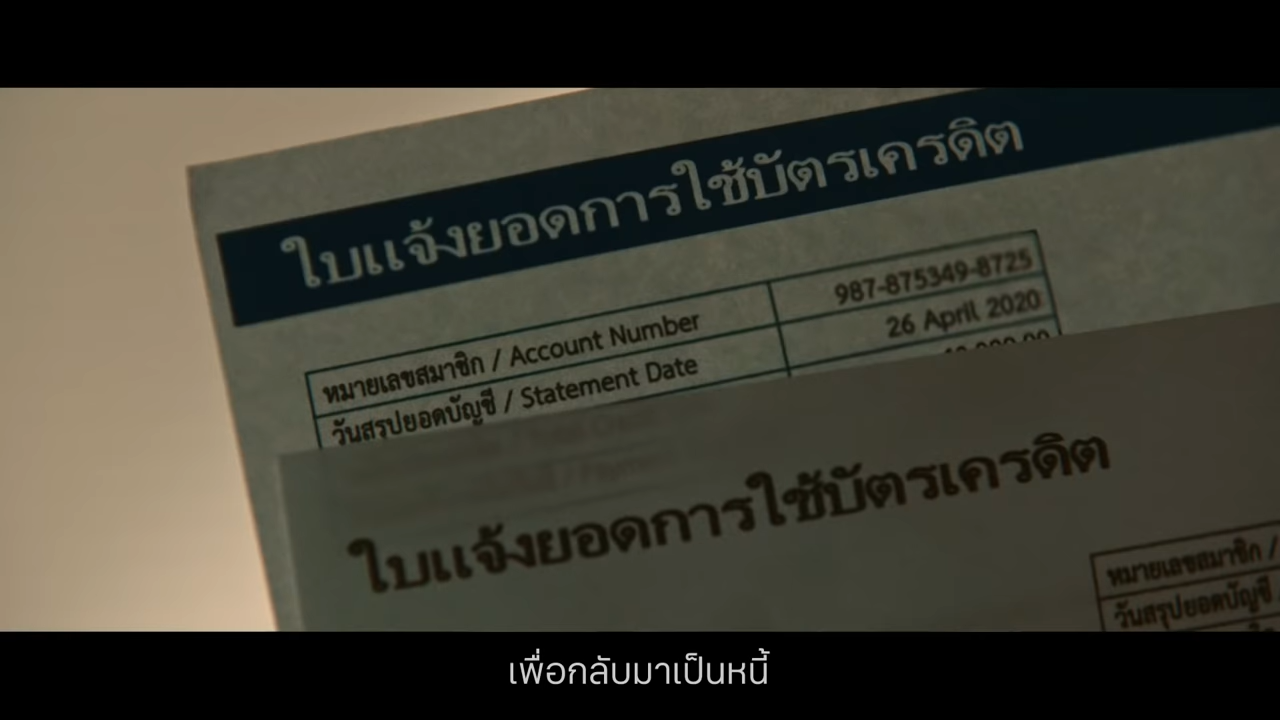 ใบแจ้งยอดการใช้บัตรเครดิต
หมายเลขสมาชิก / Account Number 987-875349-8725
วันสรุปยอดบัญชี / Statement Date 26 April 2020
ใบแจ้งยอดการใช้บัตรเครดิต
หมายเลขสมาชิก /
วันสรุปยอดบัญชี
เพื่อกลับมาเป็นหนี้